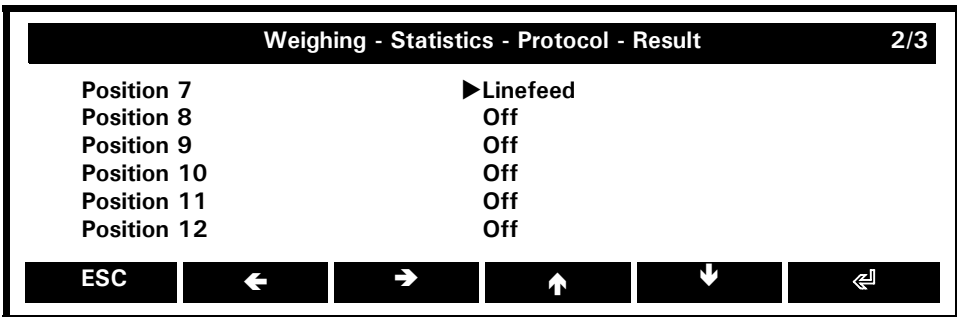 Weighing - Statistics - Protocol - Result 2/3
Position 7 ▶Linefeed
Position 8 Off
Position 9 Off
Position 10 Off
Position 11 Off
Position 12 Off
ESC ← → ↑ ↓ ↵